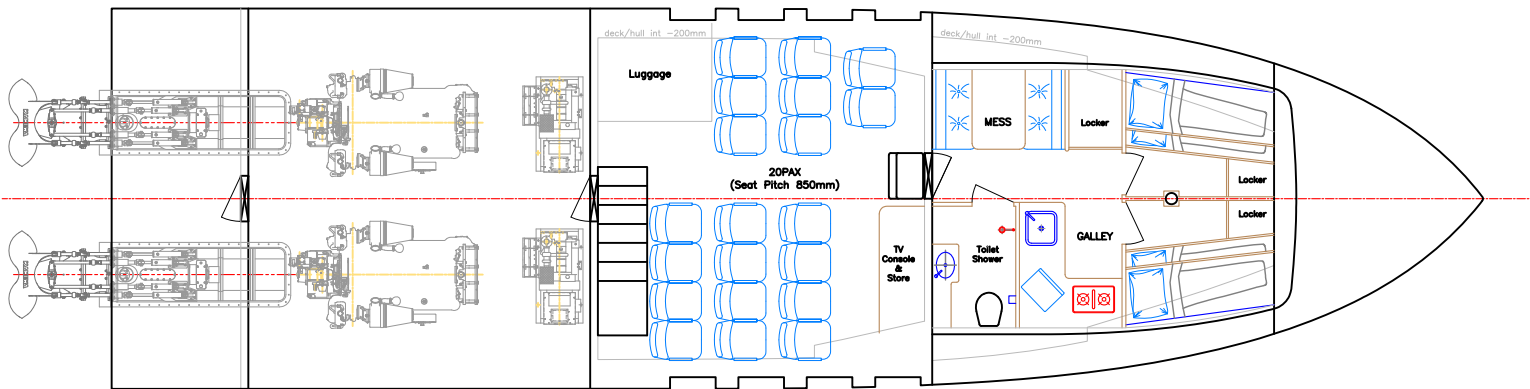 deck/hull int ~200mm
deck/hull int ~200mm
Luggage
MESS
Locker
20PAX
(Seat Pitch 850mm)
Locker
Locker
TV
Console
&
Store
Toilet
Shower
GALLEY